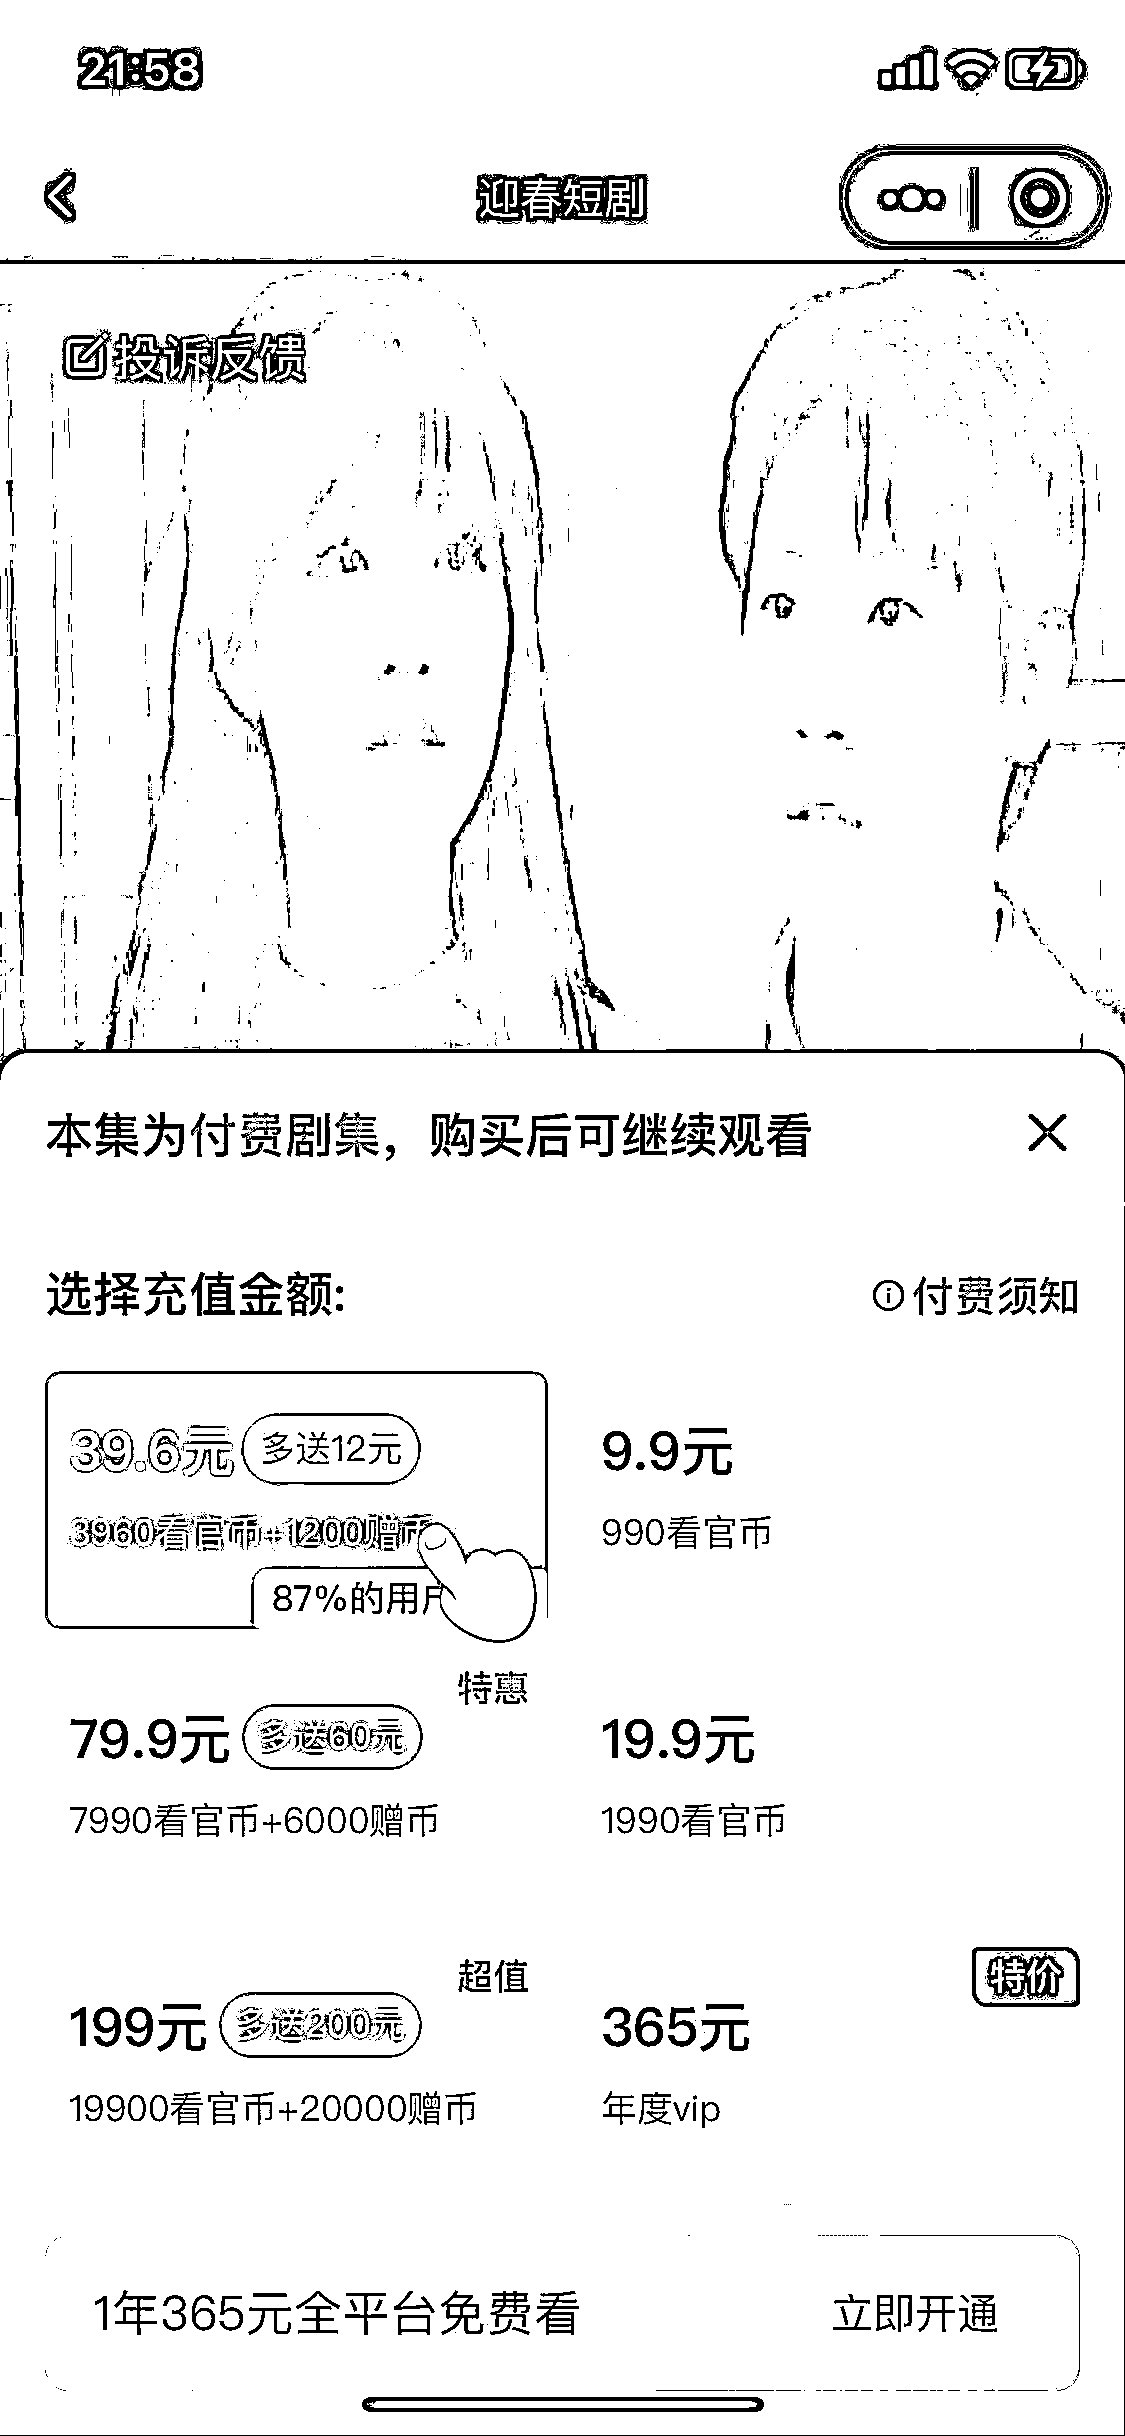 21:58
迎春短剧
投诉反馈
本集为付费剧集，购买后可继续观看
选择充值金额:
付费须知
39.6元 多送12元
3960看官币+1200赠币
87%的用户
9.9元
990看官币
特惠
79.9元 多送60元
7990看官币+6000赠币
19.9元
1990看官币
超值
199元 多送200元
19900看官币+20000赠币
特价
365元
年度vip
1年365元全平台免费看
立即开通